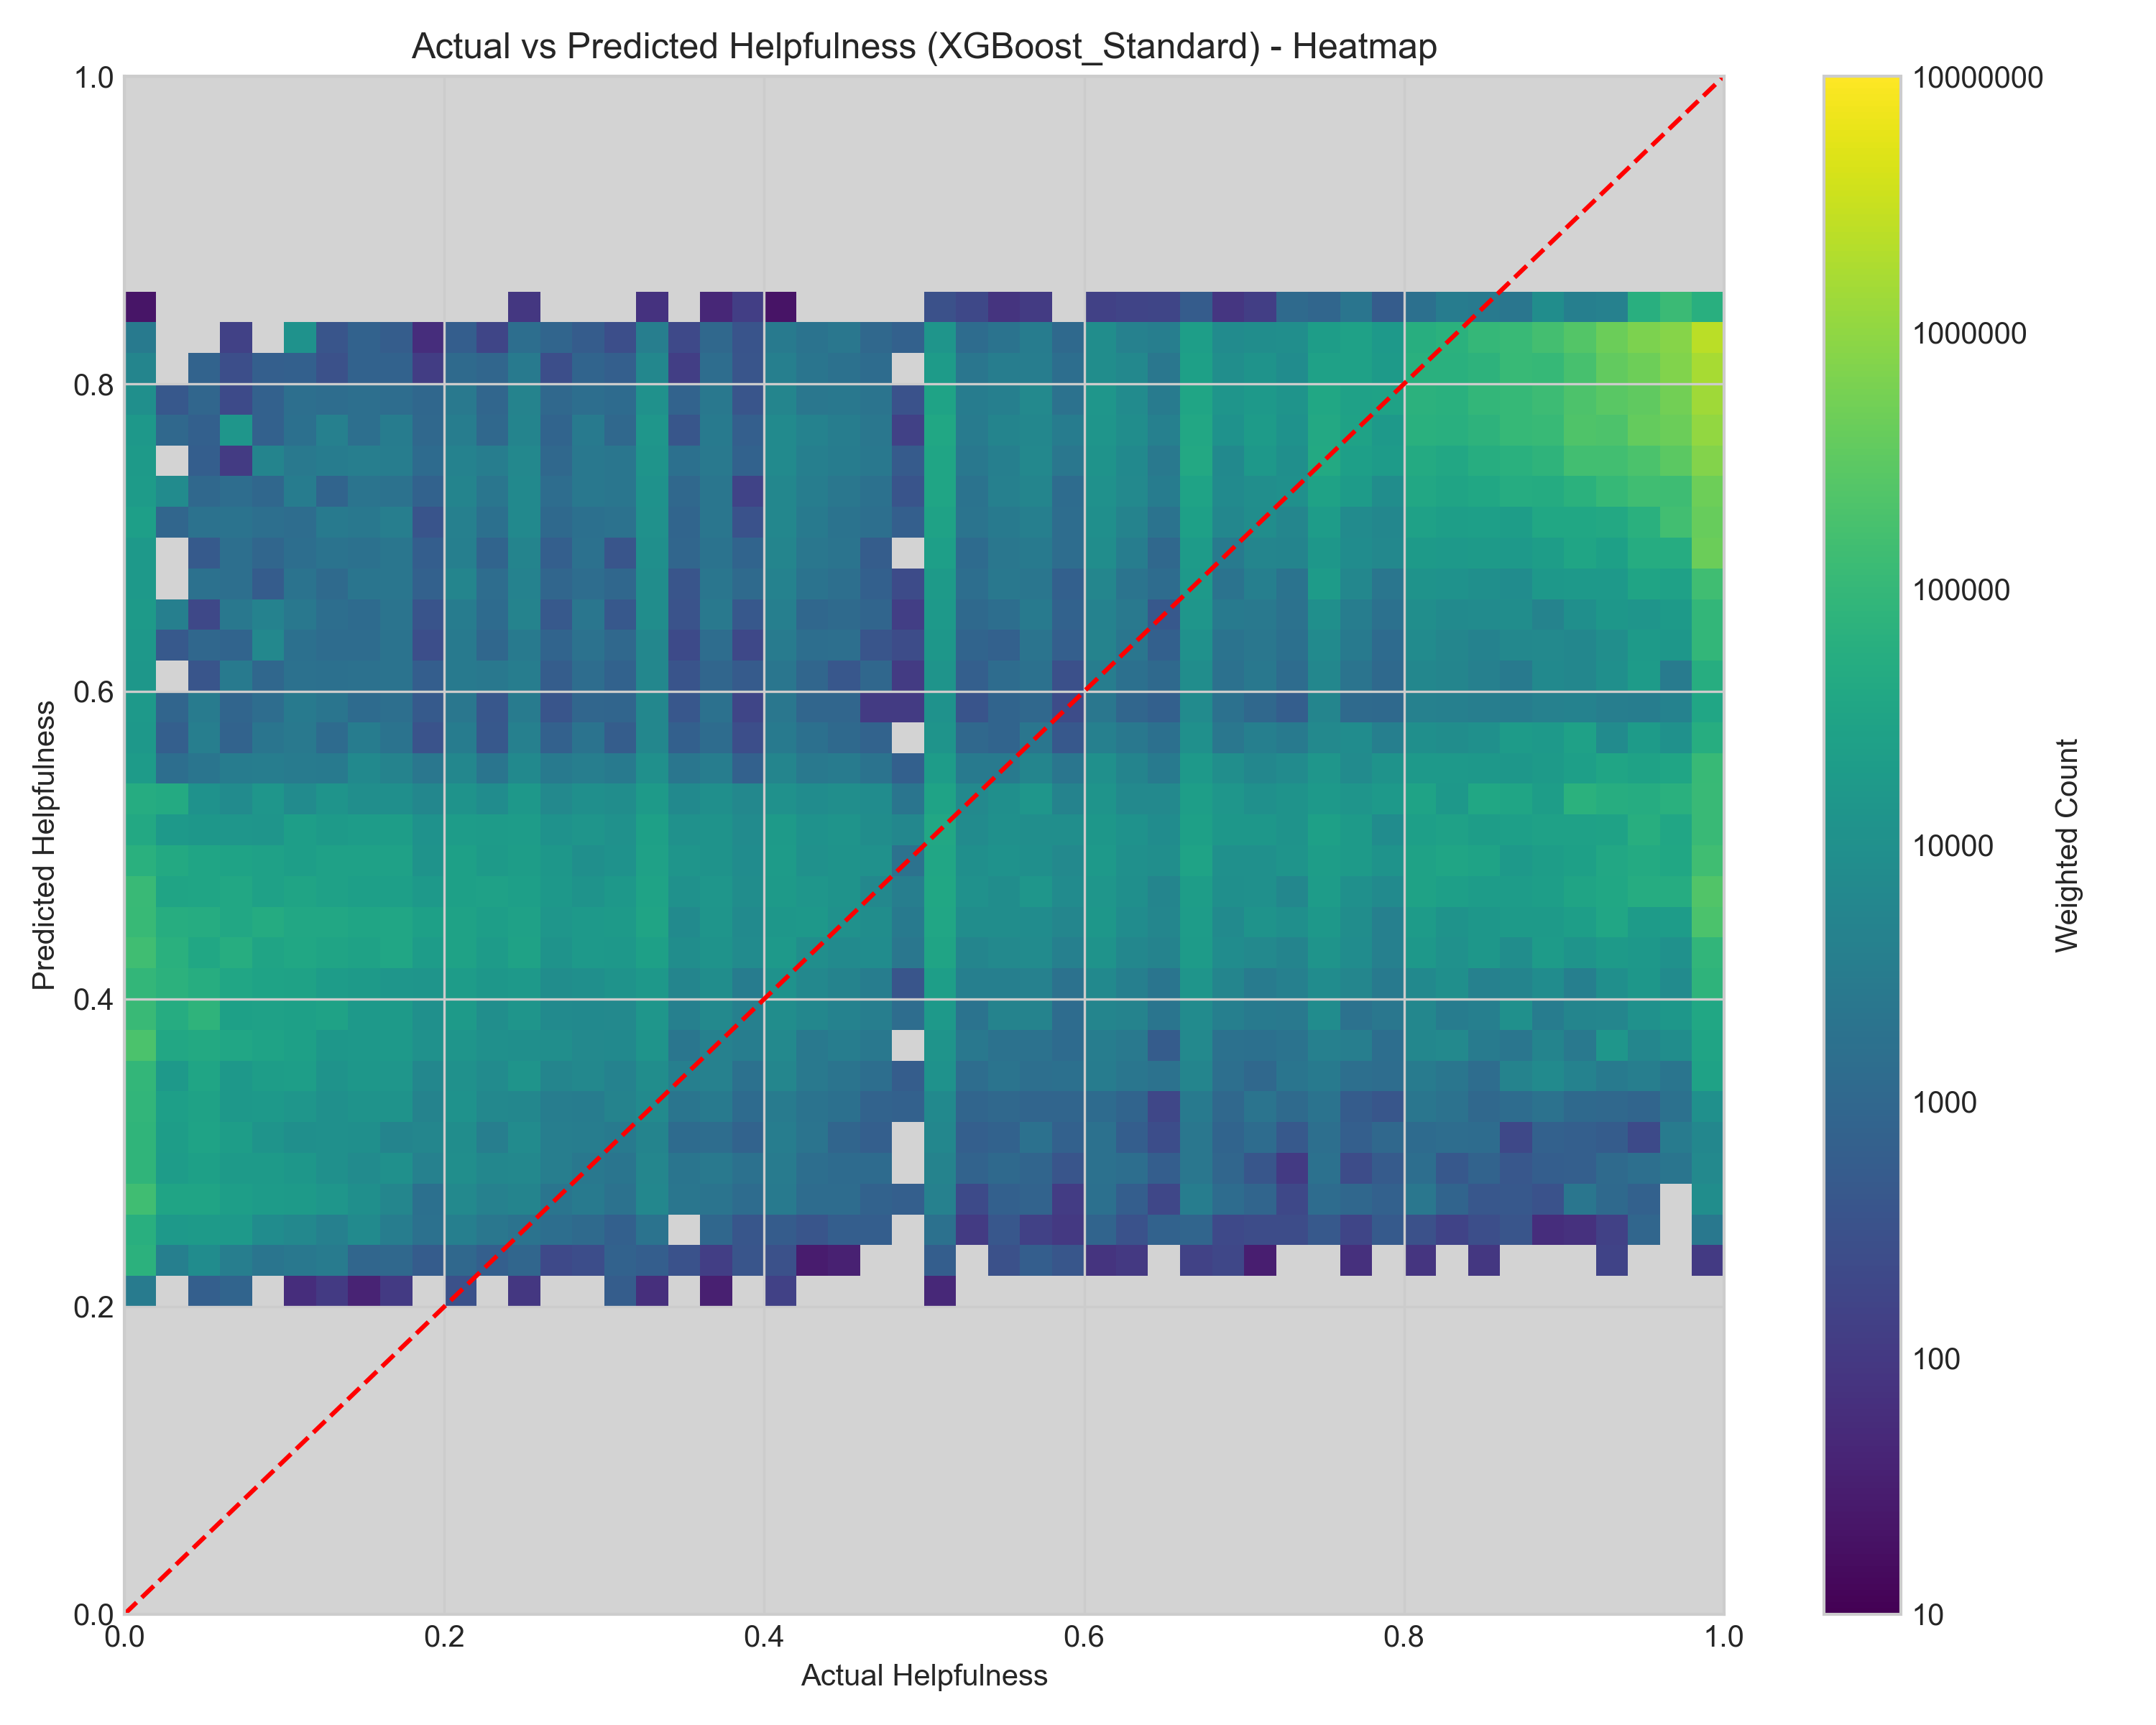 Actual vs Predicted Helpfulness (XGBoost_Standard) - Heatmap
1.0
0.8
0.6
0.4
0.2
0.0
Predicted Helpfulness
0.0 0.2 0.4 0.6 0.8 1.0
Actual Helpfulness
10000000
1000000
100000
10000
1000
100
10
Weighted Count